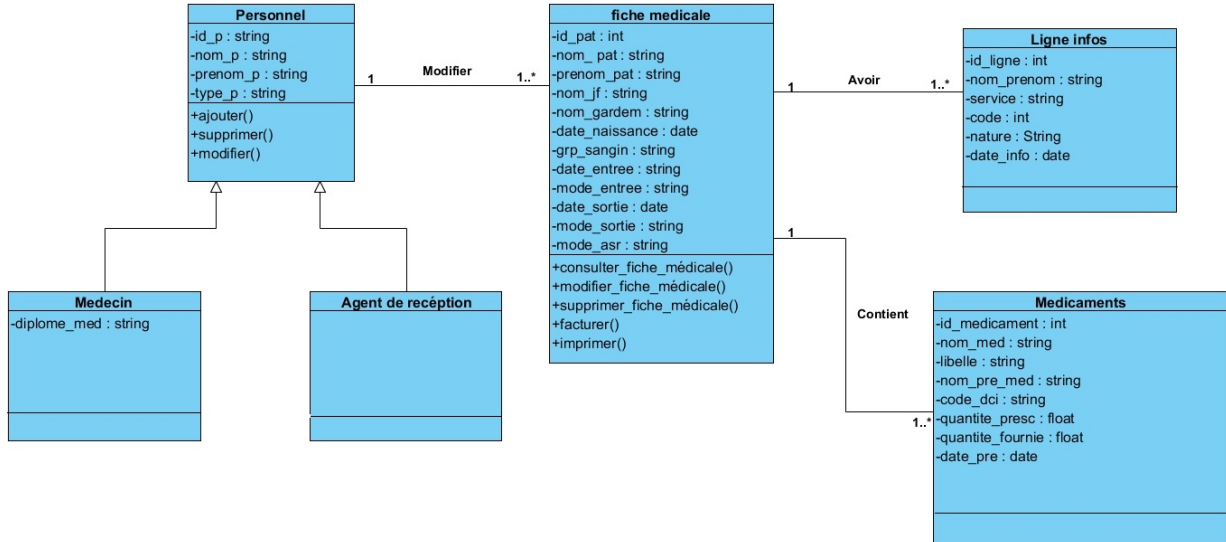 Personnel
-id_p : string
-nom_p : string
-prenom_p : string
-type_p : string
+ajouter()
+supprimer()
+modifier()
1
Modifier
1..*
fiche medicale
-id_pat : int
-nom_ pat : string
-prenom_pat : string
-nom_jf : string
-nom_gardem : string
-date_naissance : date
-grp_sangin : string
-date_entree : string
-mode_entree : string
-date_sortie : date
-mode_sortie : string
-mode_asr : string
+consulter_fiche_médicale()
+modifier_fiche_médicale()
+supprimer_fiche_médicale()
+facturer()
+imprimer()
1
Avoir
1..*
Ligne infos
-id_ligne : int
-nom_prenom : string
-service : string
-code : int
-nature : String
-date_info : date
Medecin
-diplome_med : string
Agent de recéption
1
Contient
1..*
Medicaments
-id_medicament : int
-nom_med : string
-libelle : string
-nom_pre_med : string
-code_dci : string
-quantite_presc : float
-quantite_fournie : float
-date_pre : date